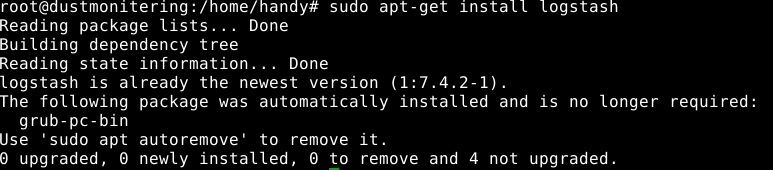 root@dustmonitering:/home/handy# sudo apt-get install logstash
Reading package lists... Done
Building dependency tree
Reading state information... Done
logstash is already the newest version (1:7.4.2-1).
The following package was automatically installed and is no longer required:
  grub-pc-bin
Use 'sudo apt autoremove' to remove it.
0 upgraded, 0 newly installed, 0 to remove and 4 not upgraded.